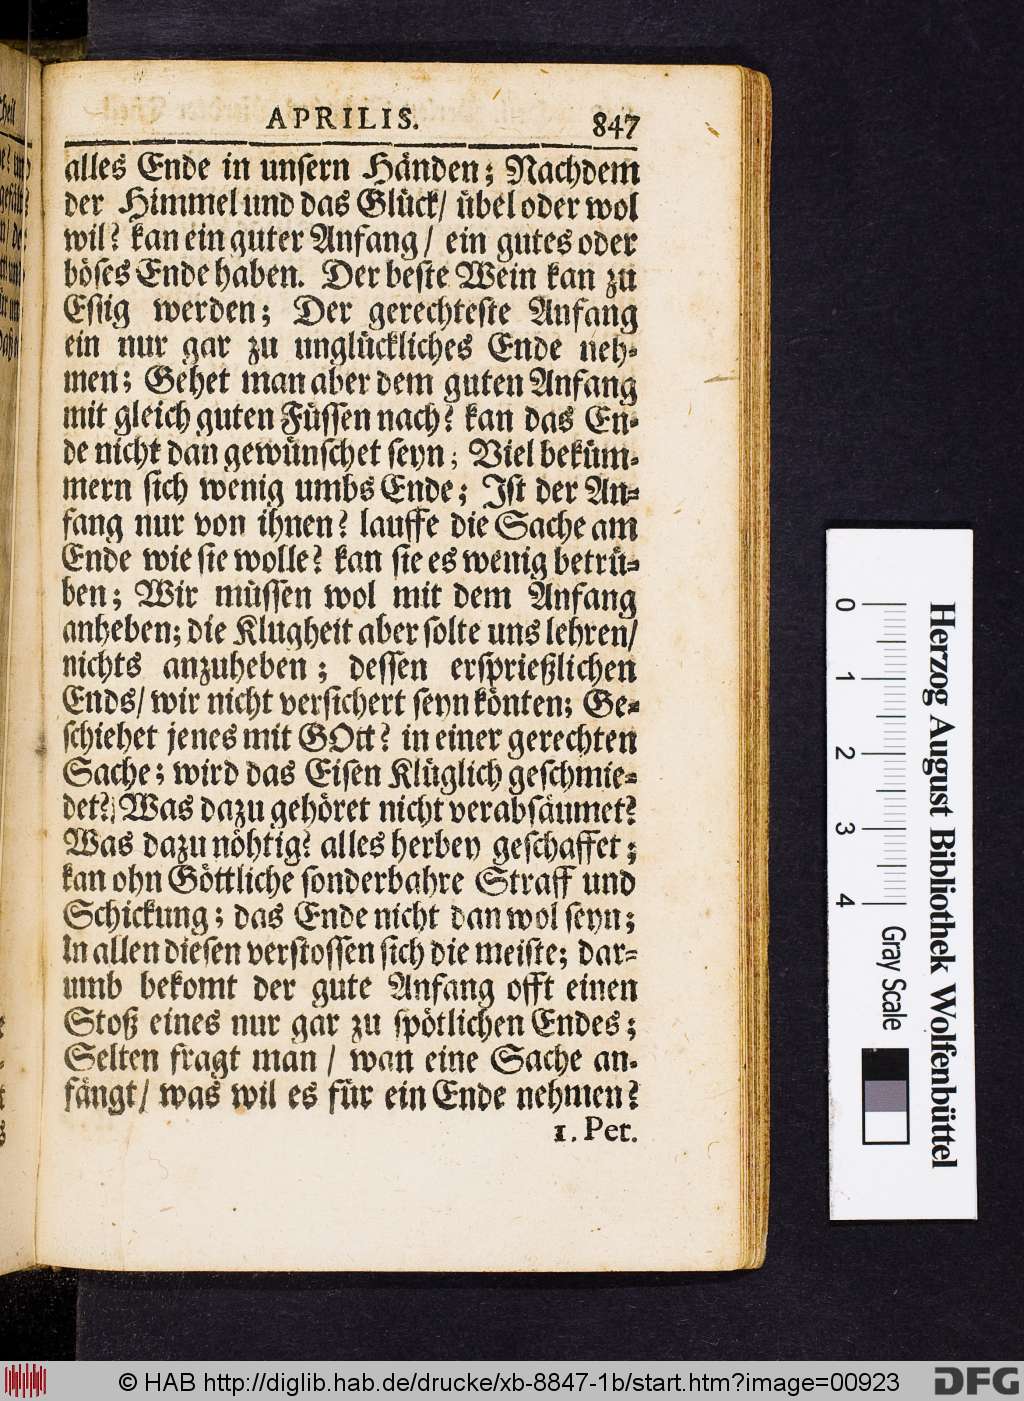 APRILIS. 847
alles Ende in unsern Händen; Nachdem
der Himmel und das Glück/ übel oder wol
wil? kan ein guter Anfang/ ein gutes oder
böses Ende haben. Der beste Wein kan zu
Essig werden; Der gerechteste Anfang
ein nur gar zu unglückliches Ende neh-
men; Gehet man aber dem guten Anfang
mit gleich guten Füssen nach? kan das En-
de nicht dan gewünschet seyn; Viel beküm-
mern sich wenig umbs Ende; Ist der An-
fang nur von ihnen? lauffe die Sache am
Ende wie sie wolle? kan sie es wenig betrü-
ben; Wir müssen wol mit dem Anfang
anheben; die Klugheit aber solte uns lehren/
nichts anzuheben; dessen ersprießlichen
Ends/ wir nicht versichert seyn könten; Ge-
schiehet jenes mit GOtt? in einer gerechten
Sache; wird das Eisen Klüglich geschmie-
det? Was dazu gehöret nicht verabsäumet?
Was dazu nöhtig? alles herbey geschaffet;
kan ohn Göttliche sonderbahre Straff und
Schickung; das Ende nicht dan wol seyn;
In allen diesen verstossen sich die meiste; dar-
umb bekomt der gute Anfang offt einen
Stoß eines nur gar zu spötlichen Endes;
Selten fragt man / wan eine Sache an-
fängt/ was wil es für ein Ende nehmen?
1. Pet.
0 1 2 3 4
Gray Scale
Herzog August Bibliothek Wolfenbüttel
© HAB http://diglib.hab.de/drucke/xb-8847-1b/start.htm?image=00923
DFG